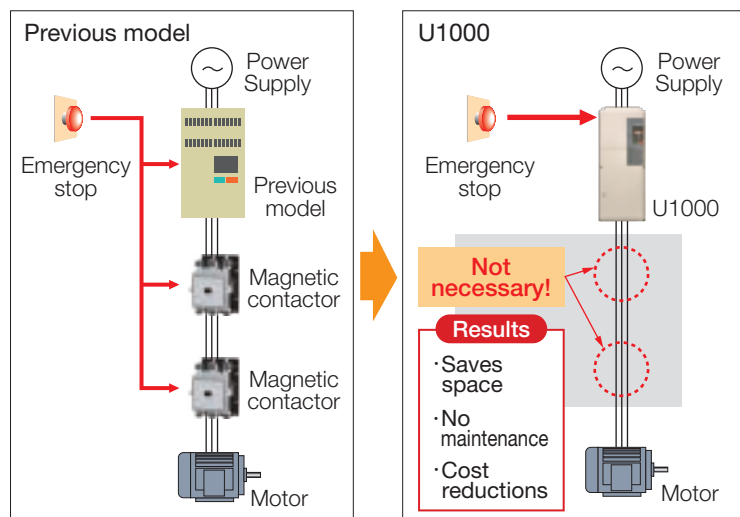 Previous model
Power
Supply
Emergency
stop
Previous
model
Magnetic
contactor
Magnetic
contactor
Motor
U1000
Power
Supply
Emergency
stop
U1000
Not
necessary!
Results
·Saves
space
·No
maintenance
·Cost
reductions
Motor